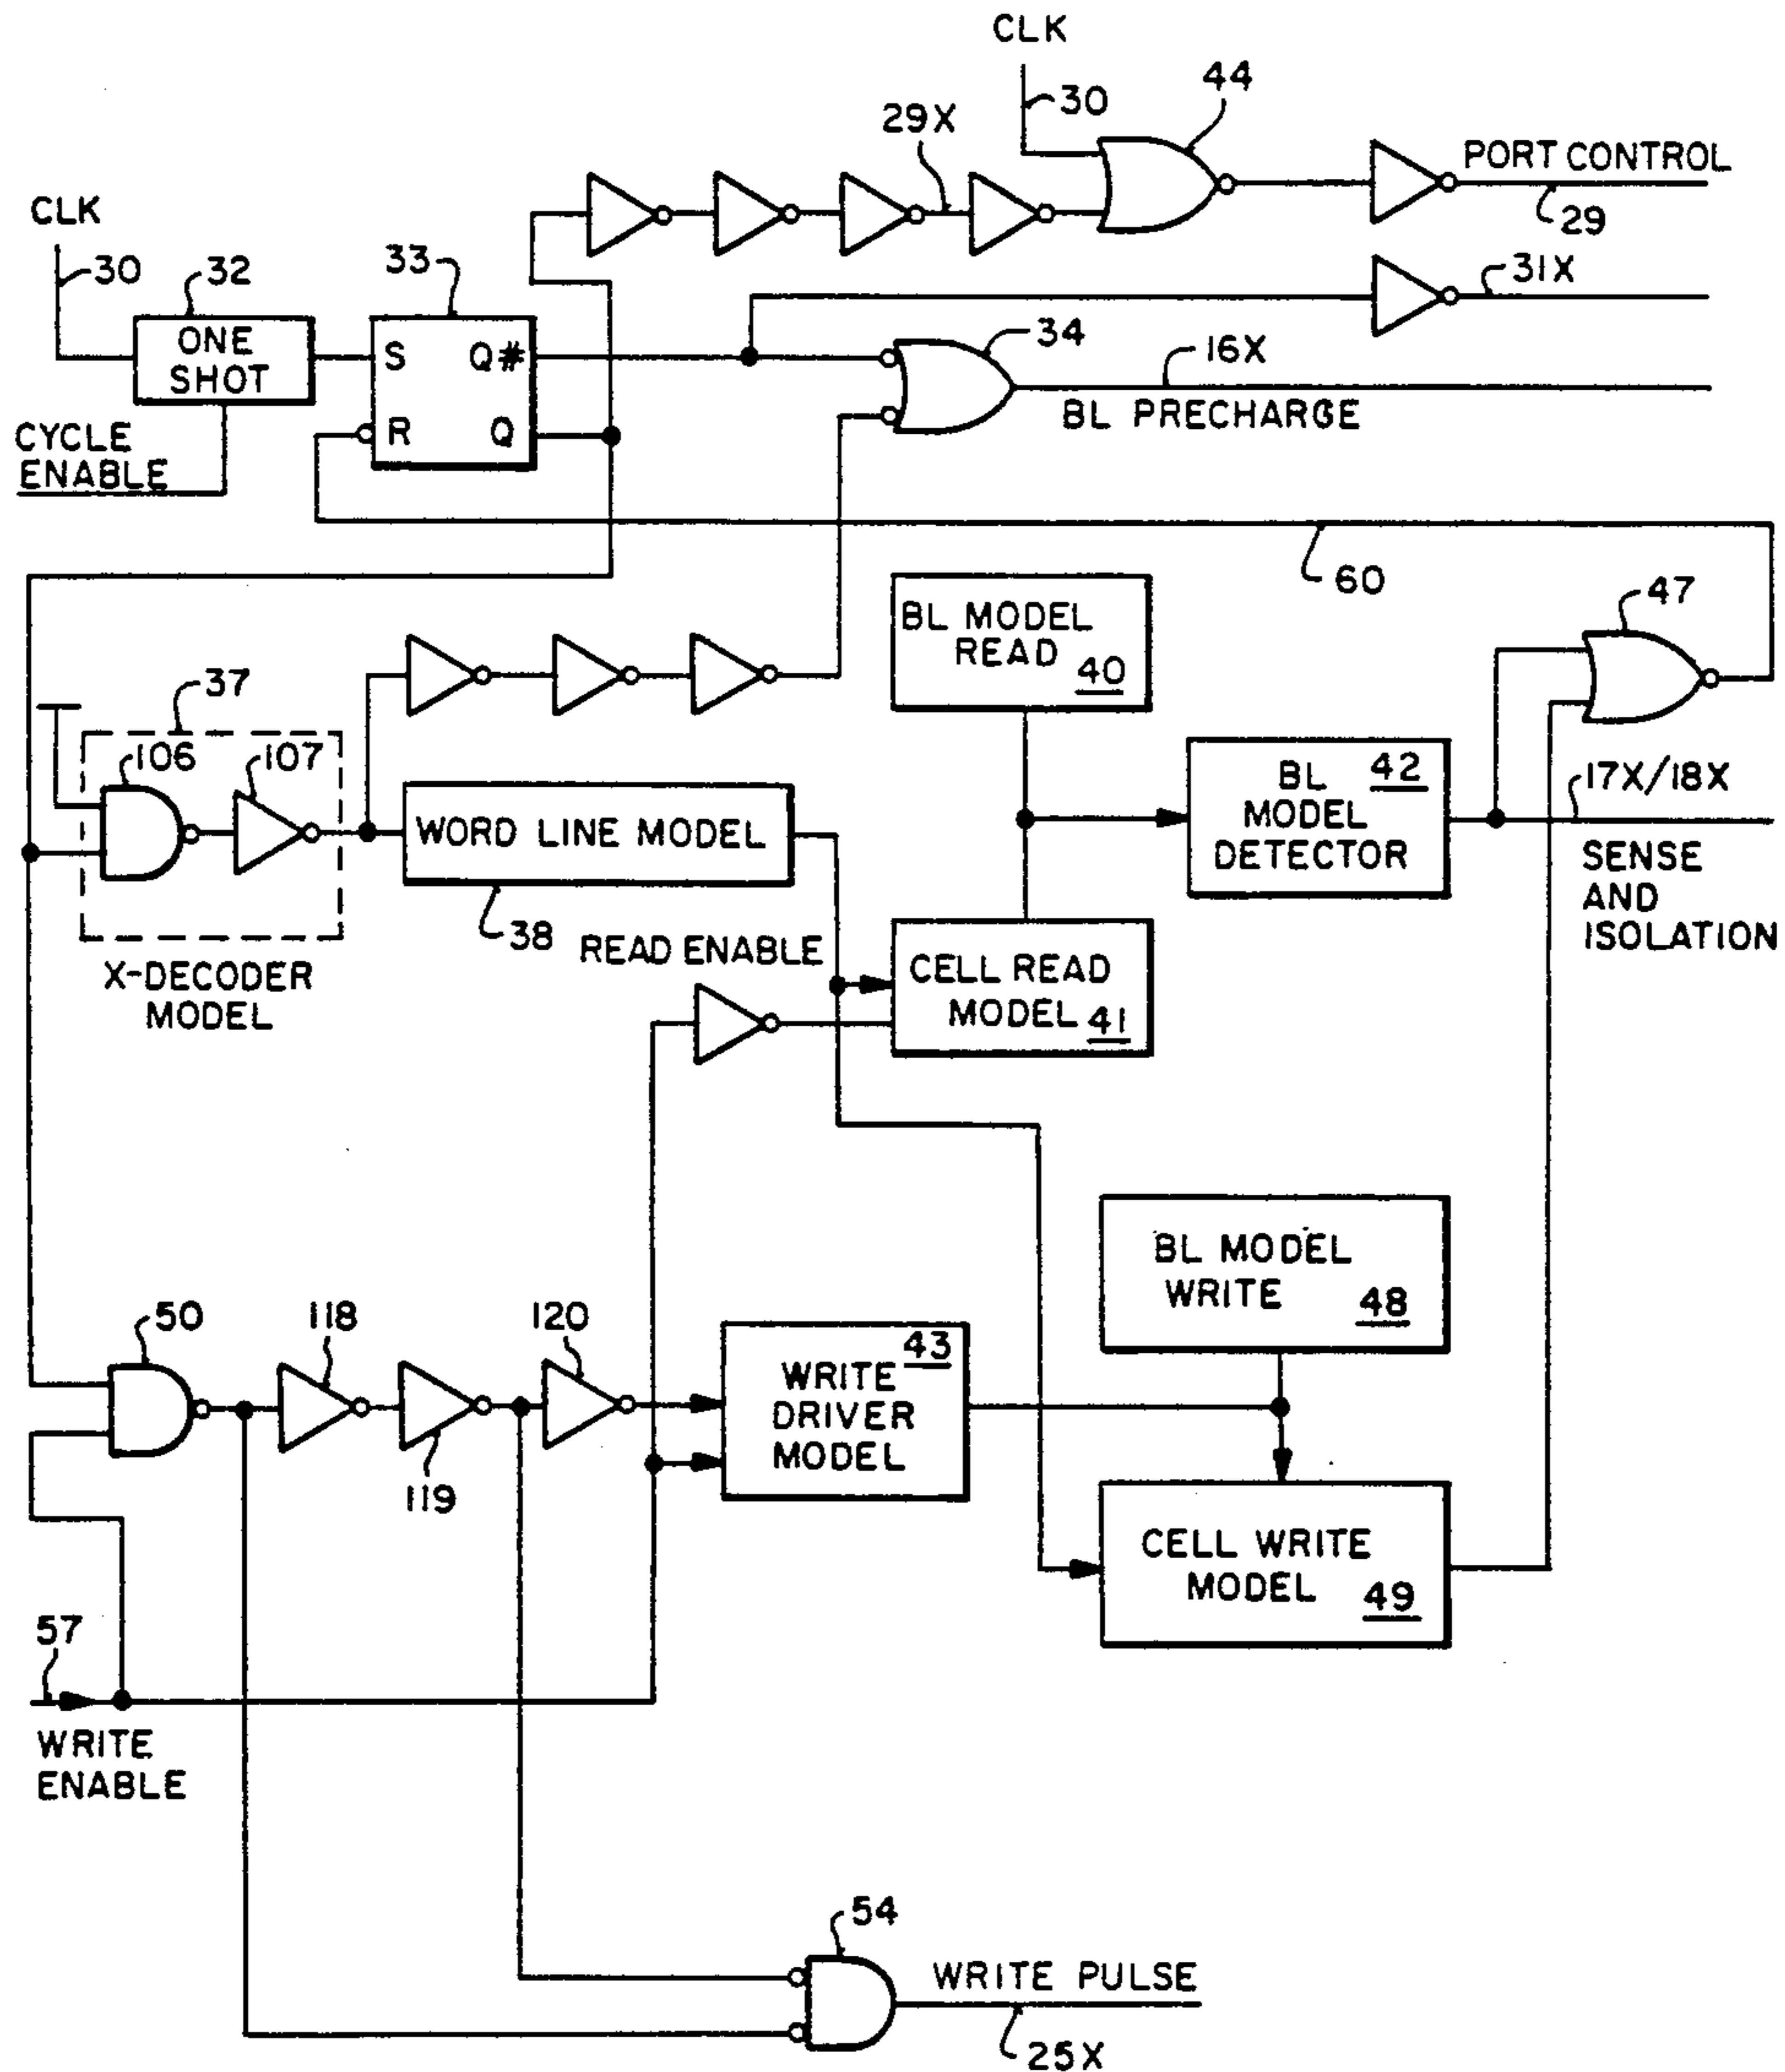 CLK
30
44
29X
PORT CONTROL
29
CLK
30
32
33
31X
ONE
SHOT
S
Q#
R
Q
34
16X
BL PRECHARGE
CYCLE
ENABLE
60
47
BL MODEL
READ
40
37
106
107
WORD LINE MODEL
38
BL
42
MODEL
DETECTOR
17X/18X
SENSE
AND
ISOLATION
X-DECODER
MODEL
READ ENABLE
CELL READ
MODEL
41
BL MODEL
WRITE
48
50
118
119
120
43
WRITE
DRIVER
MODEL
CELL WRITE
MODEL
49
57
WRITE
ENABLE
54
WRITE PULSE
25X